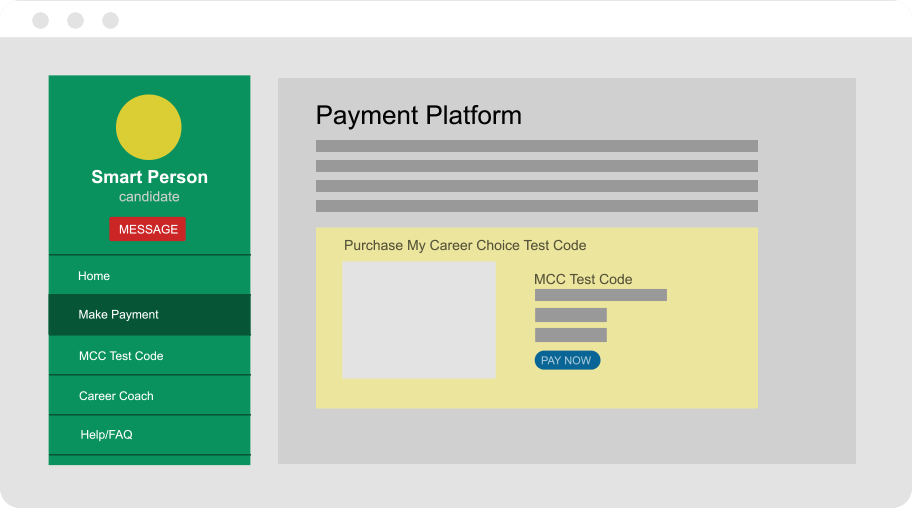 Smart Person
candidate
MESSAGE
Home
Make Payment
MCC Test Code
Career Coach
Help/FAQ
Payment Platform
Purchase My Career Choice Test Code
MCC Test Code
PAY NOW